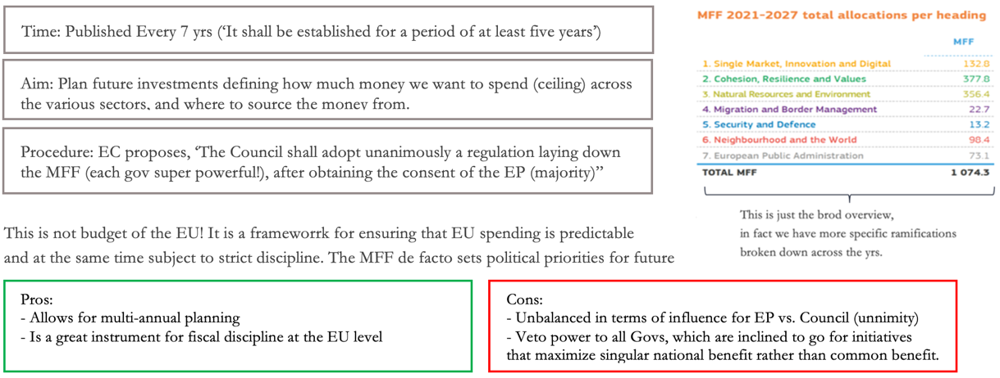 Time: Published Every 7 yrs (‘It shall be established for a period of at least five years’)
Aim: Plan future investments defining how much money we want to spend (ceiling) across
the various sectors, and where to source the money from.
Procedure: EC proposes, ‘The Council shall adopt unanimously a regulation laying down
the MFF (each gov super powerful!), after obtaining the consent of the EP (majority)”
MFF 2021-2027 total allocations per heading
MFF
1. Single Market, Innovation and Digital 132.8
2. Cohesion, Resilience and Values 377.8
3. Natural Resources and Environment 356.4
4. Migration and Border Management 22.7
5. Security and Defence 13.2
6. Neighbourhood and the World 98.4
7. European Public Administration 73.1
TOTAL MFF 1 074.3
This is just the brod overview,
in fact we have more specific ramifications
broken down across the yrs.
This is not budget of the EU! It is a frameworrk for ensuring that EU spending is predictable
and at the same time subject to strict discipline. The MFF de facto sets political priorities for future
Pros:
- Allows for multi-annual planning
- Is a great instrument for fiscal discipline at the EU level
Cons:
- Unbalanced in terms of influence for EP vs. Council (unnimity)
- Veto power to all Govs, which are inclined to go for initiatives
that maximize singular national benefit rather than common benefit.